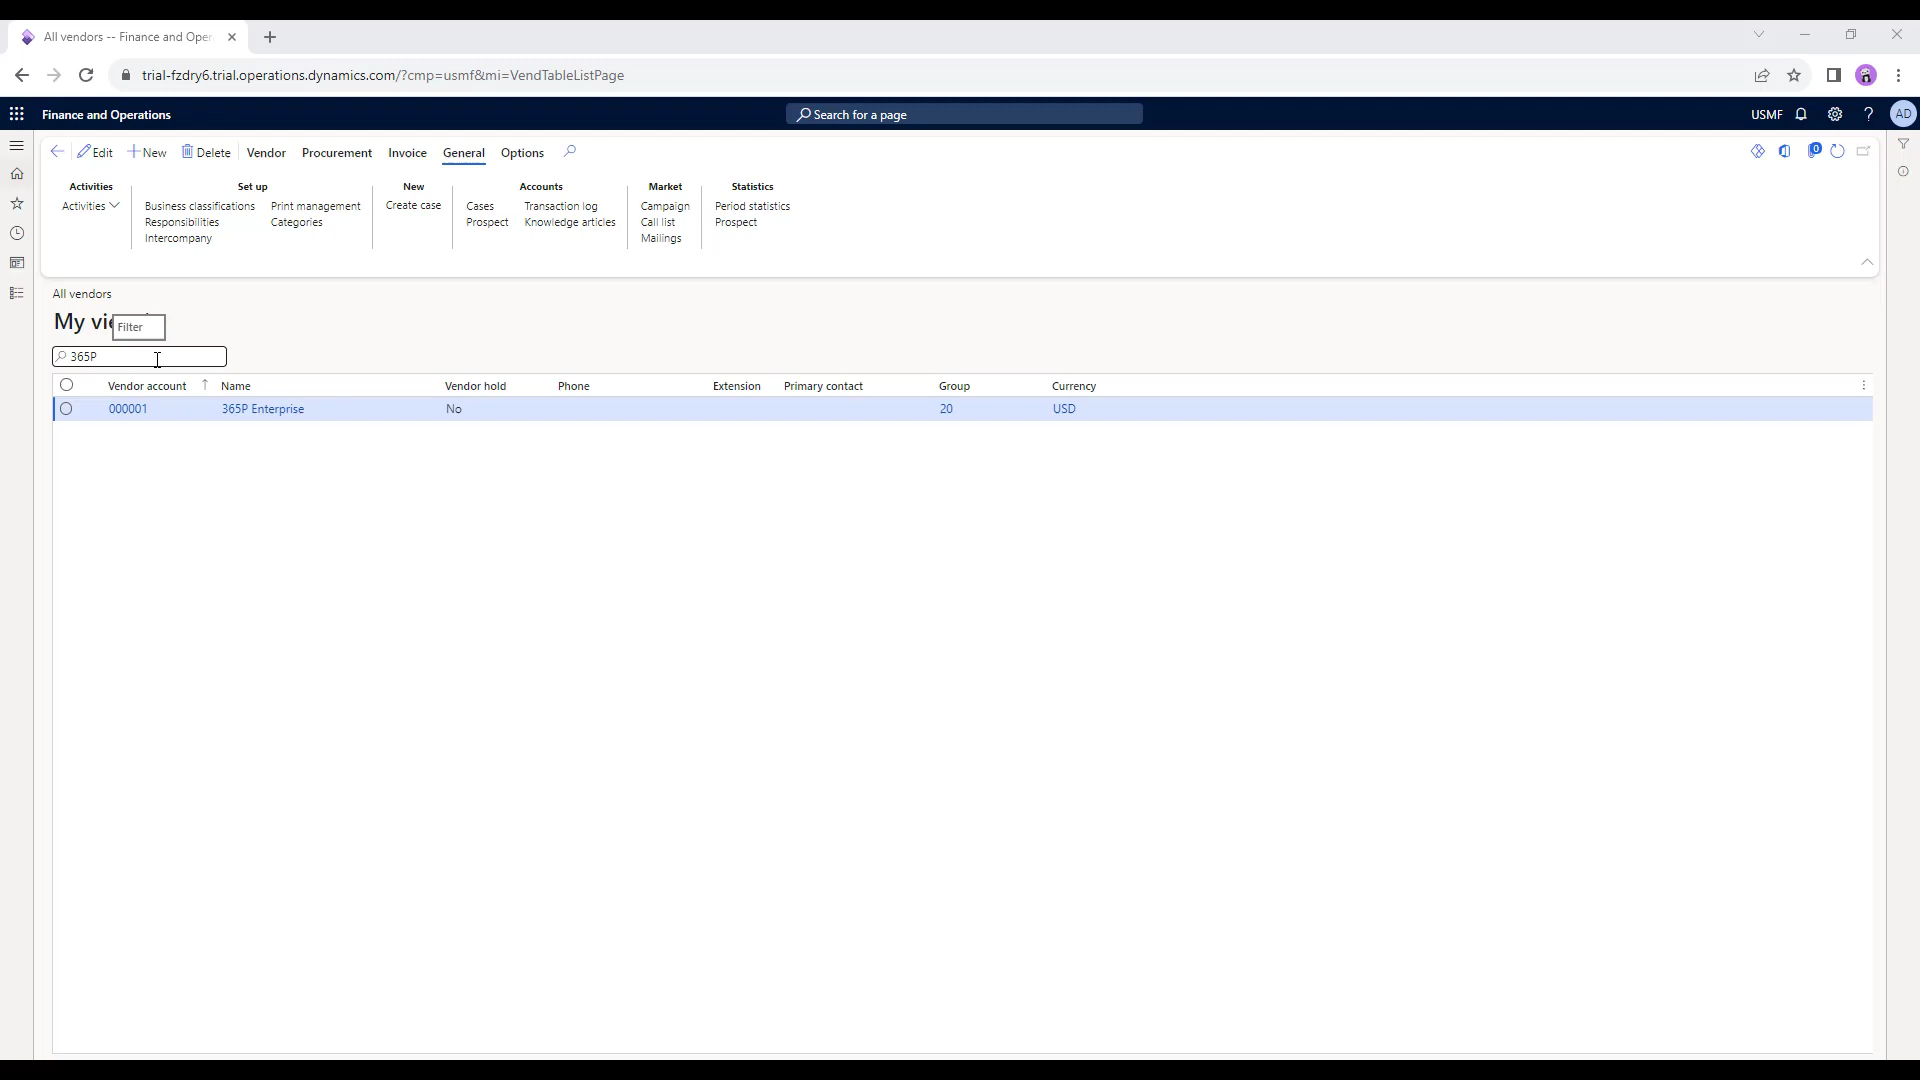 All vendors -- Finance and Oper
trial-fzdry6.trial.operations.dynamics.com/?cmp=usmf&mi=VendTableListPage
Finance and Operations
Search for a page
USMF
?
AD
Edit
New
Delete
Vendor
Procurement
Invoice
General
Options
0
Activities
Set up
New
Accounts
Market
Statistics
Activities
Business classifications
Print management
Create case
Cases
Transaction log
Campaign
Period statistics
Responsibilities
Categories
Prospect
Knowledge articles
Call list
Prospect
Intercompany
Mailings
All vendors
My vie
Filter
365P
Vendor account
Name
Vendor hold
Phone
Extension
Primary contact
Group
Currency
000001
365P Enterprise
No
20
USD